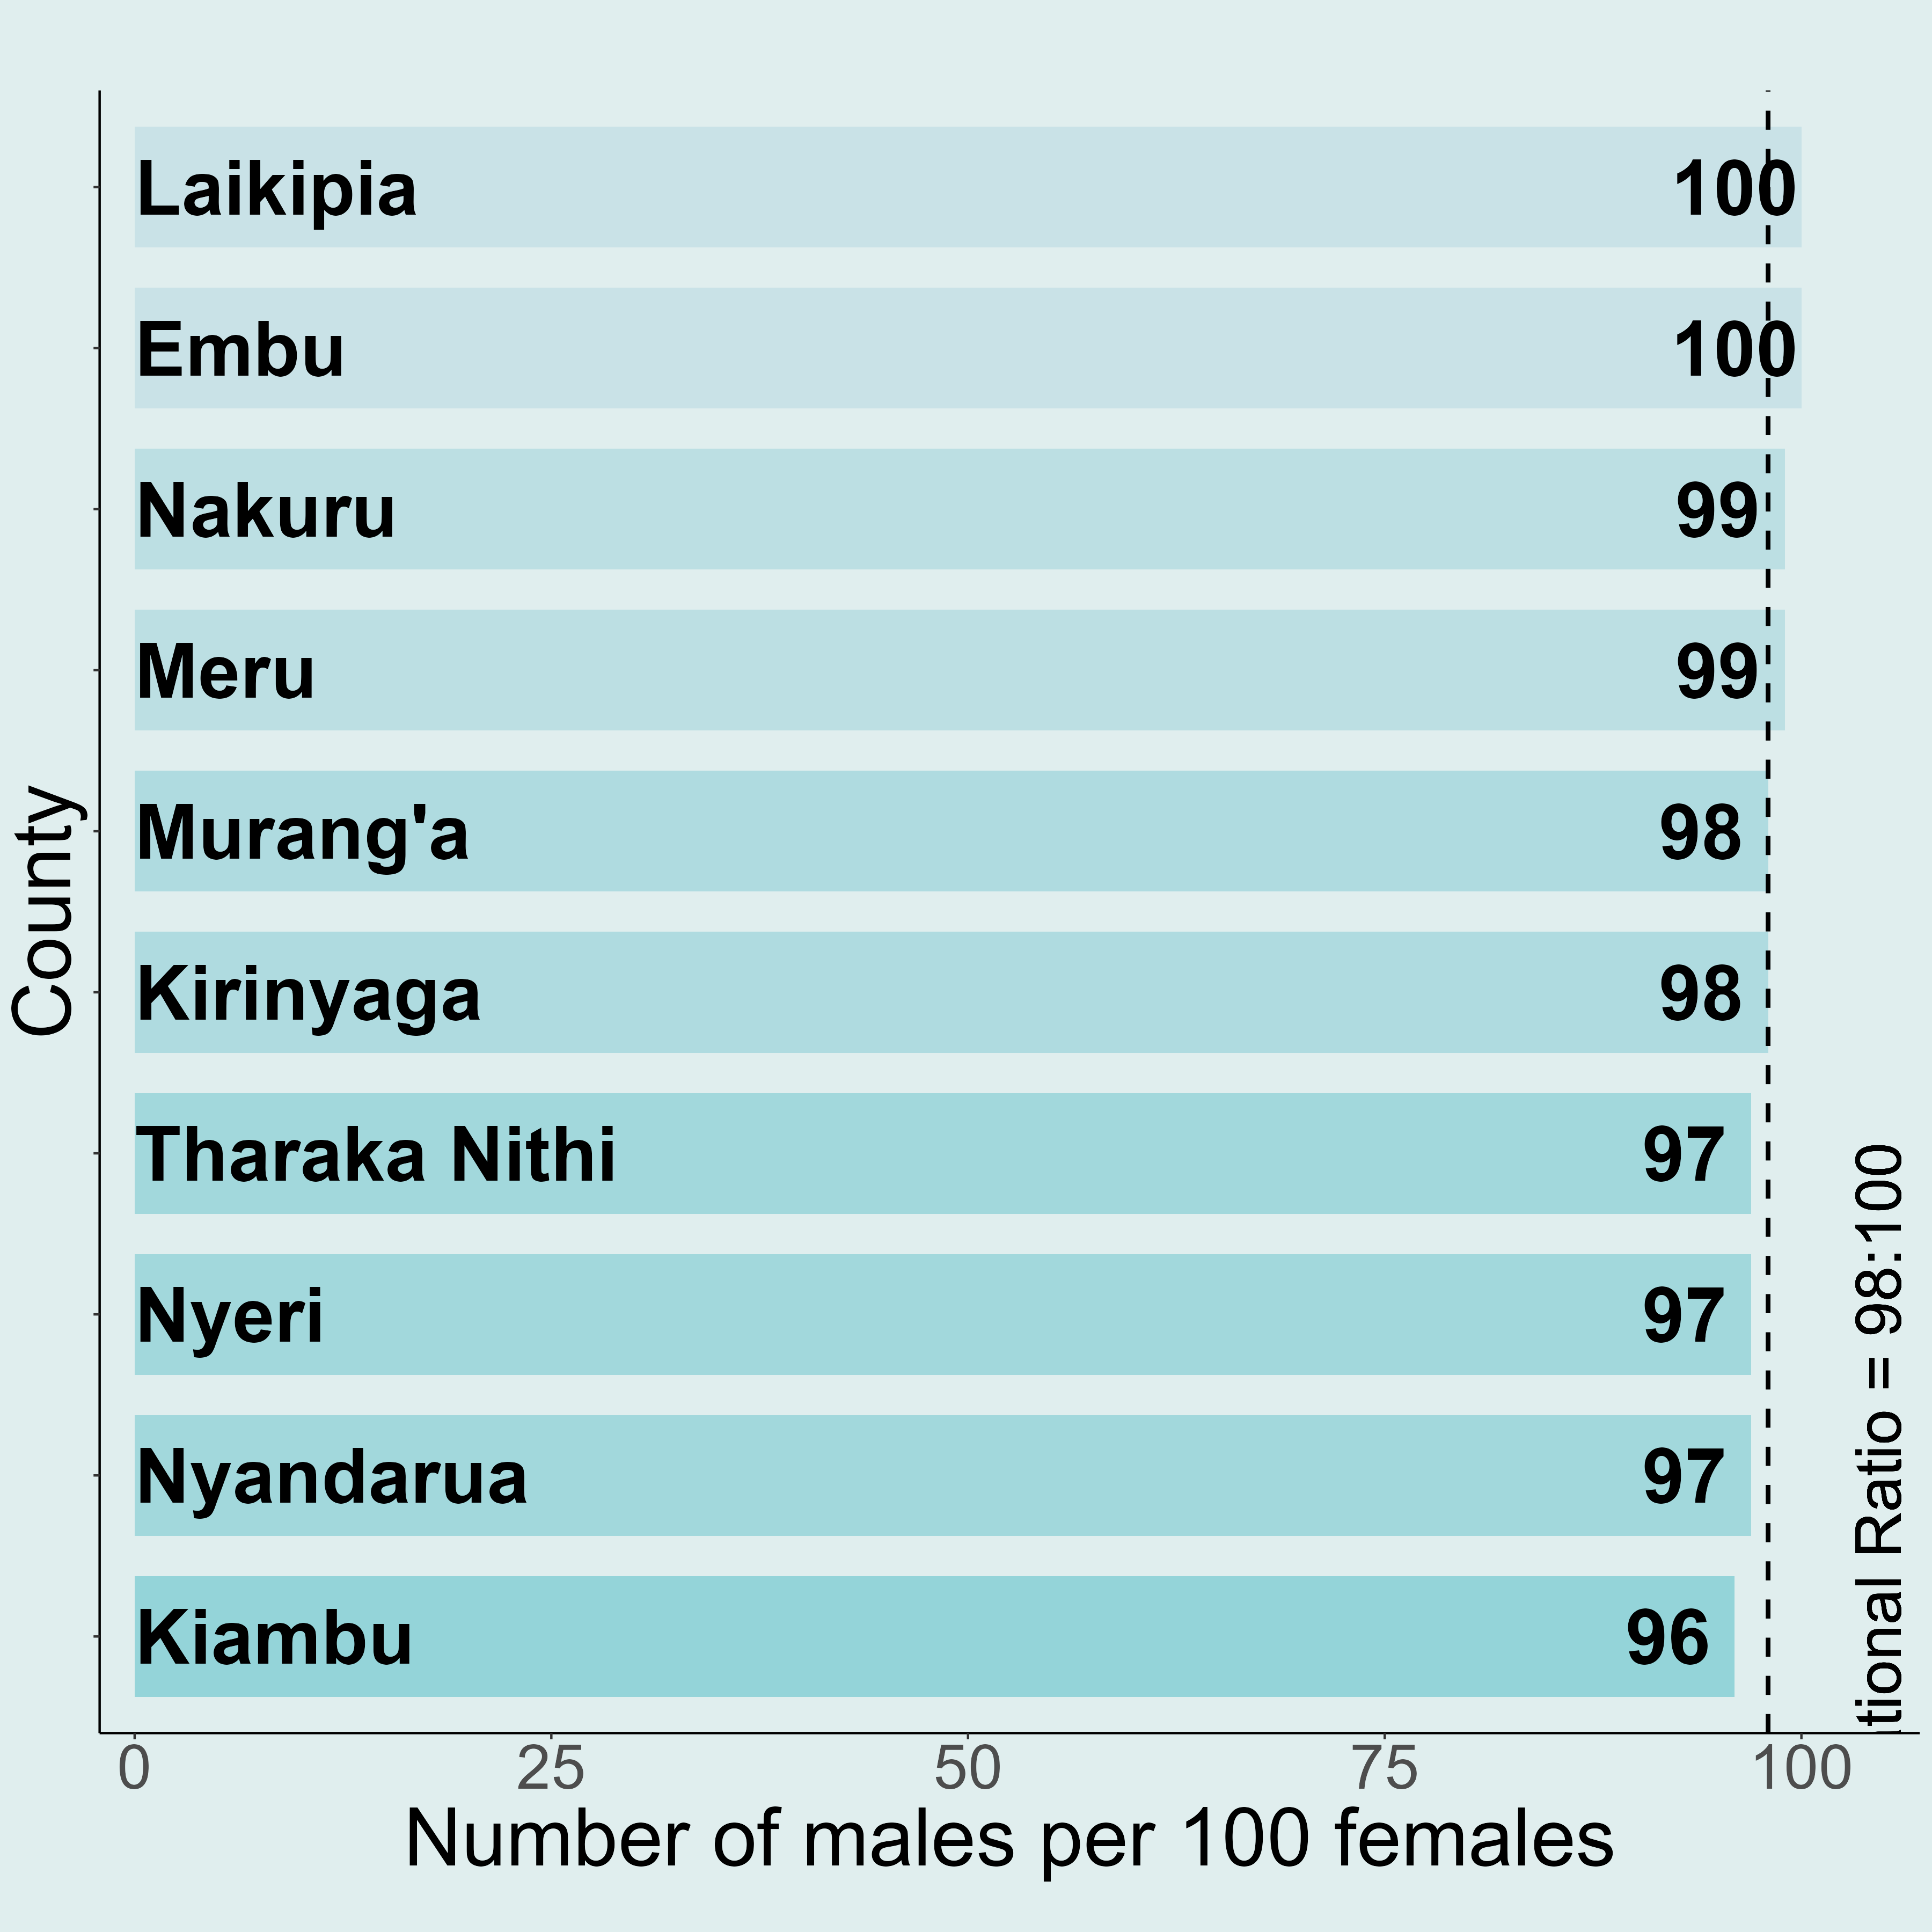 Laikipia 100
Embu 100
Nakuru 99
Meru 99
Murang'a 98
Kirinyaga 98
Tharaka Nithi 97
Nyeri 97
Nyandarua 97
Kiambu 96
County
tional Ratio = 98:100
0 25 50 75 100
Number of males per 100 females